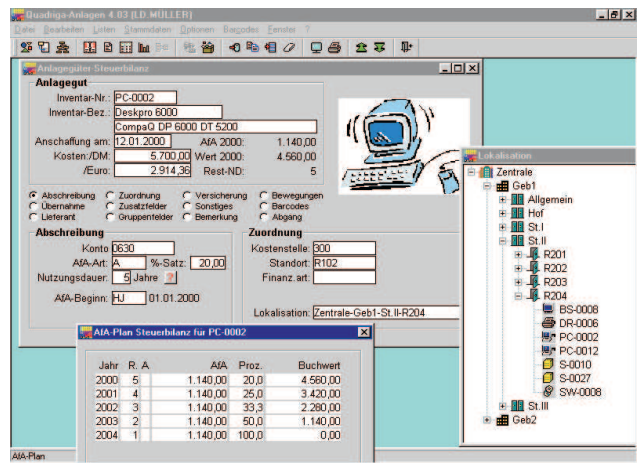 Quadriga-Anlagen 4.03 [LD.MÜLLER]
Datei Bearbeiten Listen Stammdaten Optionen Barcodes Fenster ?
Anlagegüter Steuerbilanz
Anlagegut
Inventar-Nr.: PC-0002
Inventar-Bez.: Deskpro 6000
CompaQ DP 6000 DT 5200
Anschaffung am: 12.01.2000 AfA 2000: 1.140,00
Kosten:/DM: 5.700,00 Wert 2000: 4.560,00
/Euro: 2.914,36 Rest-ND: 5
Abschreibung Zuordnung Versicherung Bewegungen
Übernahme Zusatzfelder Sonstiges Barcodes
Lieferant Gruppenfelder Bemerkung Abgang
Abschreibung
Konto 0630
AfA-Art: A %-Satz: 20,00
Nutzungsdauer: 5 Jahre ?
AfA-Beginn: HJ 01.01.2000
Zuordnung
Kostenstelle: 300
Standort: R102
Finanz.art:
Lokalisation: Zentrale-Geb1-St.II-R204
Lokalisation
Zentrale
Geb1
Allgemein
Hof
St.I
St.II
R201
R202
R203
R204
BS-0008
DR-0006
PC-0002
PC-0012
S-0010
S-0027
SW-0008
St.III
Geb2
AfA-Plan Steuerbilanz für PC-0002
Jahr R. A AfA Proz. Buchwert
2000 5 1.140,00 20,0 4.560,00
2001 4 1.140,00 25,0 3.420,00
2002 3 1.140,00 33,3 2.280,00
2003 2 1.140,00 50,0 1.140,00
2004 1 1.140,00 100,0 0,00
AfA-Plan